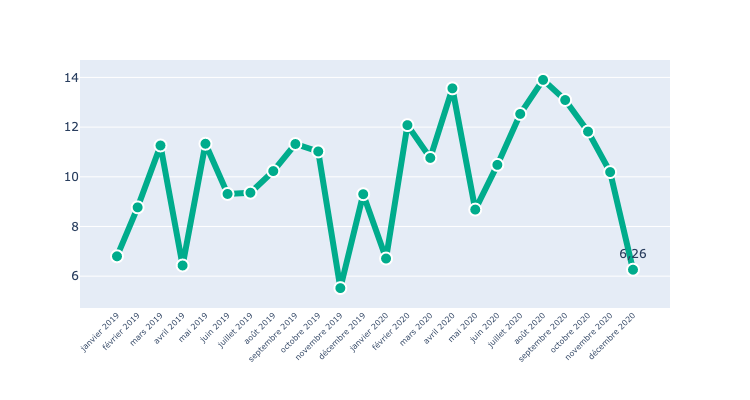 14
12
10
8
6
6.26
janvier 2019
février 2019
mars 2019
avril 2019
mai 2019
juin 2019
juillet 2019
août 2019
septembre 2019
octobre 2019
novembre 2019
décembre 2019
janvier 2020
février 2020
mars 2020
avril 2020
mai 2020
juin 2020
juillet 2020
août 2020
septembre 2020
octobre 2020
novembre 2020
décembre 2020